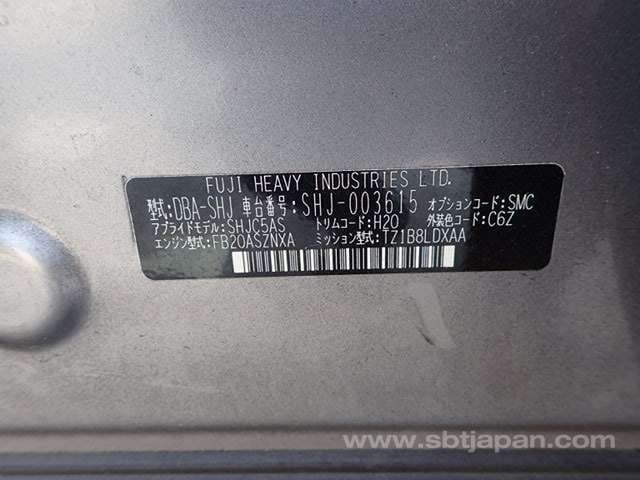 FUJI HEAVY INDUSTRIES LTD.
型式:DBA-SHJ 車台番号:SHJ-003615 オプションコード:SMC
アプライドモデル:SHJC5AS トリムコード:H20 外装色コード:C6Z
エンジン型式:FB20ASZNXA ミッション型式:TZ1B8LDXAA
www.sbtjapan.com